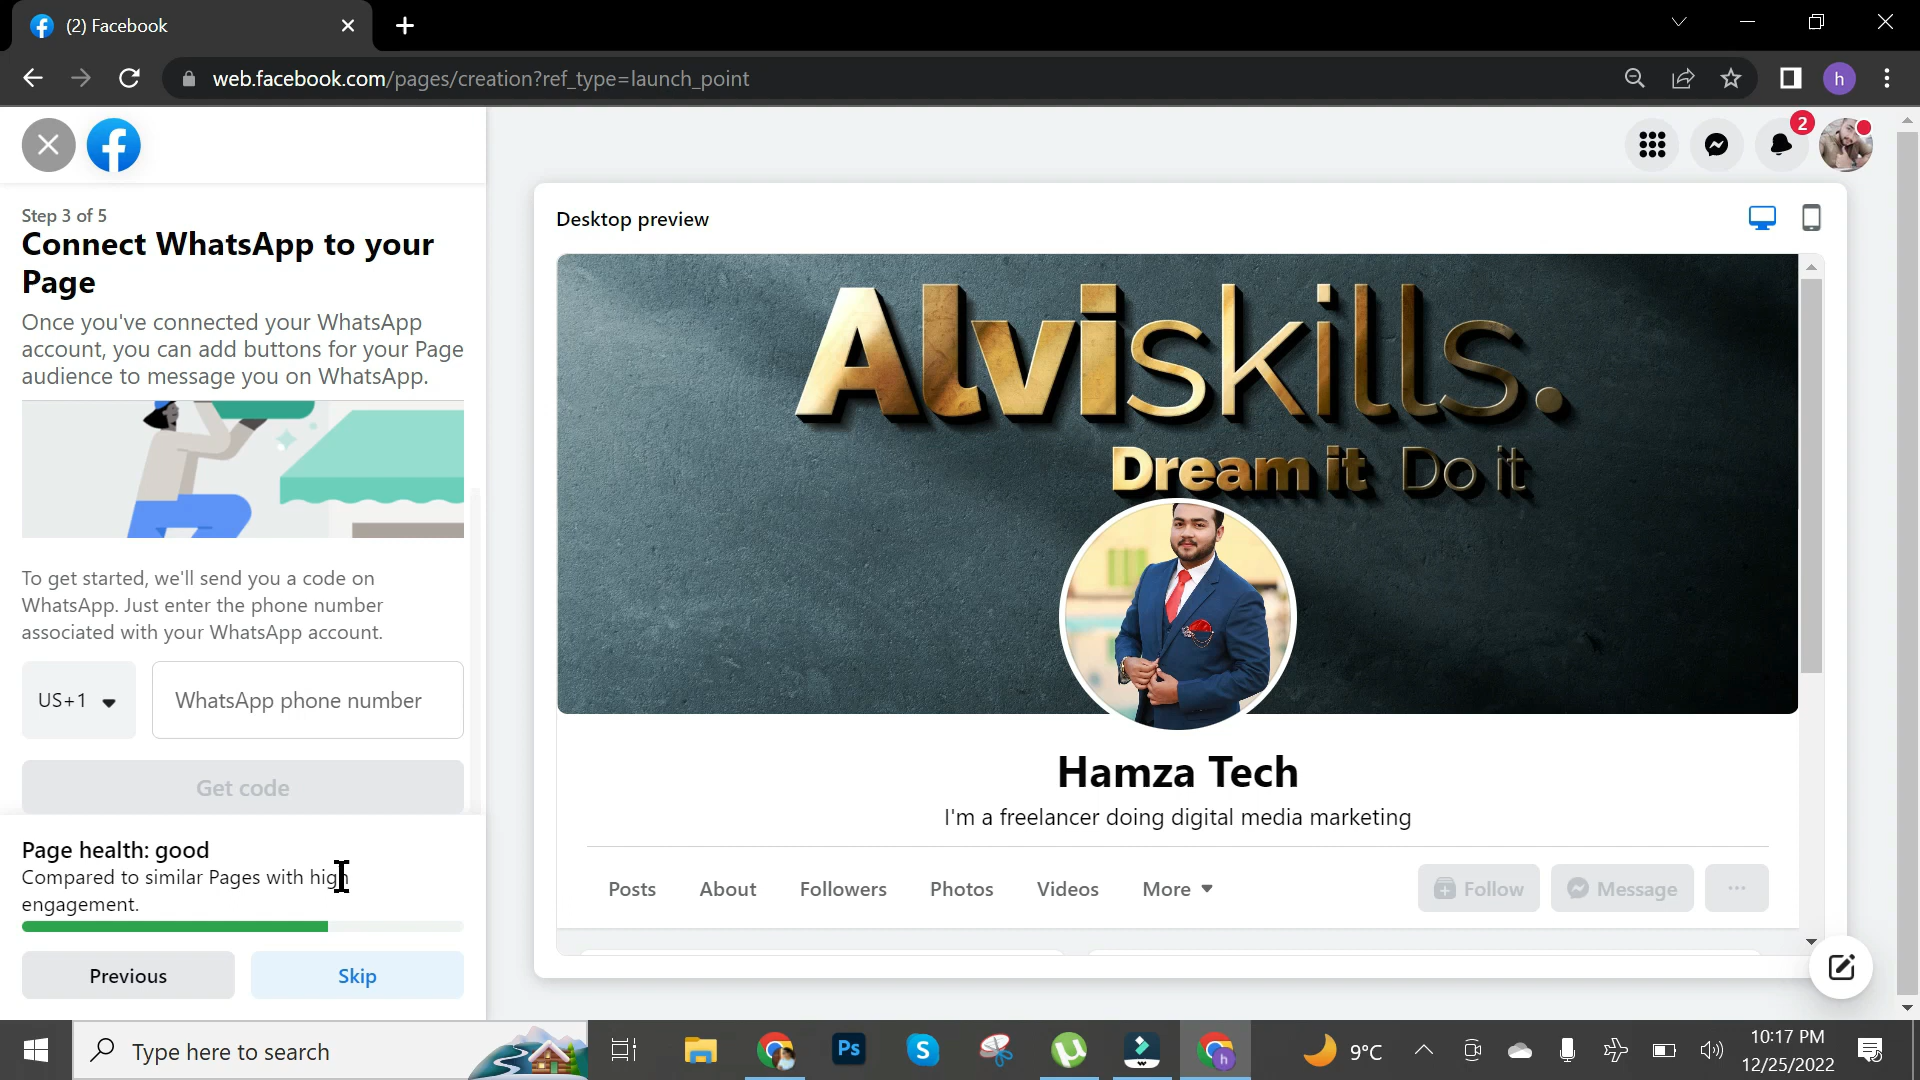 (2) Facebook
web.facebook.com/pages/creation?ref_type=launch_point
h
2
Step 3 of 5
Connect WhatsApp to your
Page
Once you've connected your WhatsApp
account, you can add buttons for your Page
audience to message you on WhatsApp.
To get started, we'll send you a code on
WhatsApp. Just enter the phone number
associated with your WhatsApp account.
US+1
WhatsApp phone number
Get code
Page health: good
Compared to similar Pages with high
engagement.
Previous
Skip
Desktop preview
Alviskills.
Dream it Do it
Hamza Tech
I'm a freelancer doing digital media marketing
Posts
About
Followers
Photos
Videos
More
Follow
Message
Type here to search
Ps
S
h
9°C
10:17 PM
12/25/2022